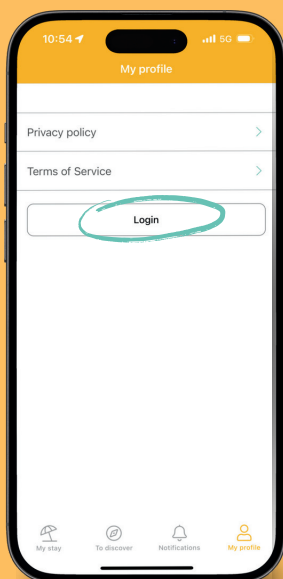 10:54 5G
My profile
Privacy policy
Terms of Service
Login
My stay To discover Notifications My profile